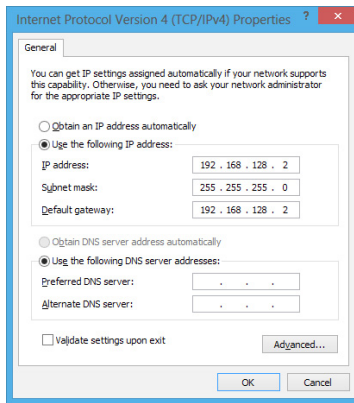 Internet Protocol Version 4 (TCP/IPv4) Properties ? ×
General
You can get IP settings assigned automatically if your network supports
this capability. Otherwise, you need to ask your network administrator
for the appropriate IP settings.
Obtain an IP address automatically
Use the following IP address:
IP address: 192 . 168 . 128 . 2
Subnet mask: 255 . 255 . 255 . 0
Default gateway: 192 . 168 . 128 . 2
Obtain DNS server address automatically
Use the following DNS server addresses:
Preferred DNS server: . . .
Alternate DNS server: . . .
Validate settings upon exit
Advanced...
OK Cancel